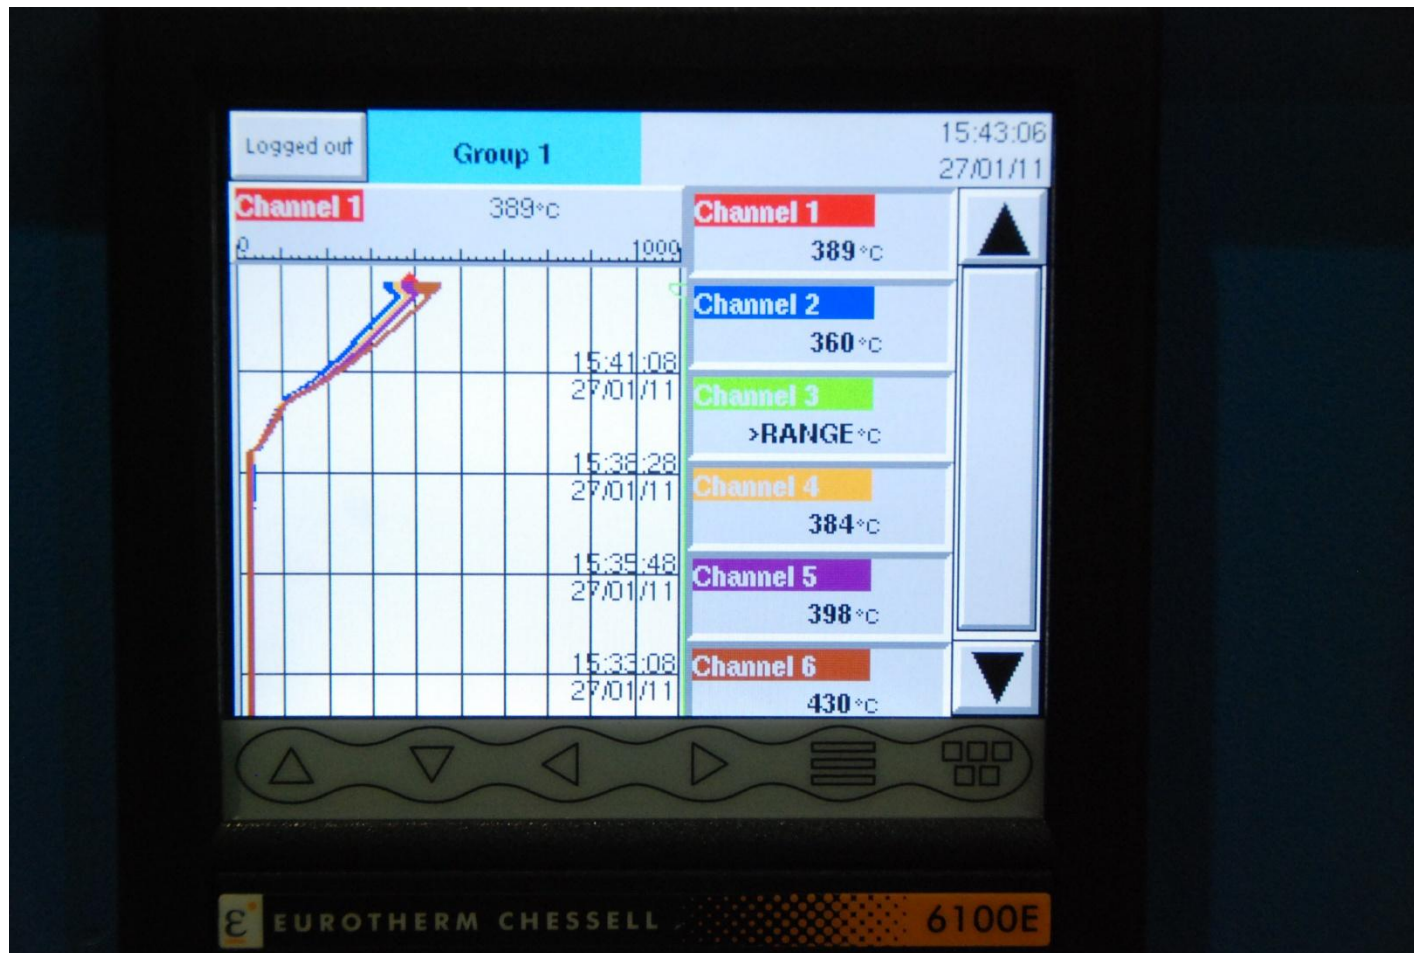 Logged out
Group 1
15:43:06
27/01/11
Channel 1
389°C
0
1000
15:41:08
27/01/11
15:38:28
27/01/11
15:35:48
27/01/11
15:33:08
27/01/11
Channel 1
389°C
Channel 2
360°C
Channel 3
>RANGE°C
Channel 4
384°C
Channel 5
398°C
Channel 6
430°C
ε EUROTHERM CHESSELL 6100E